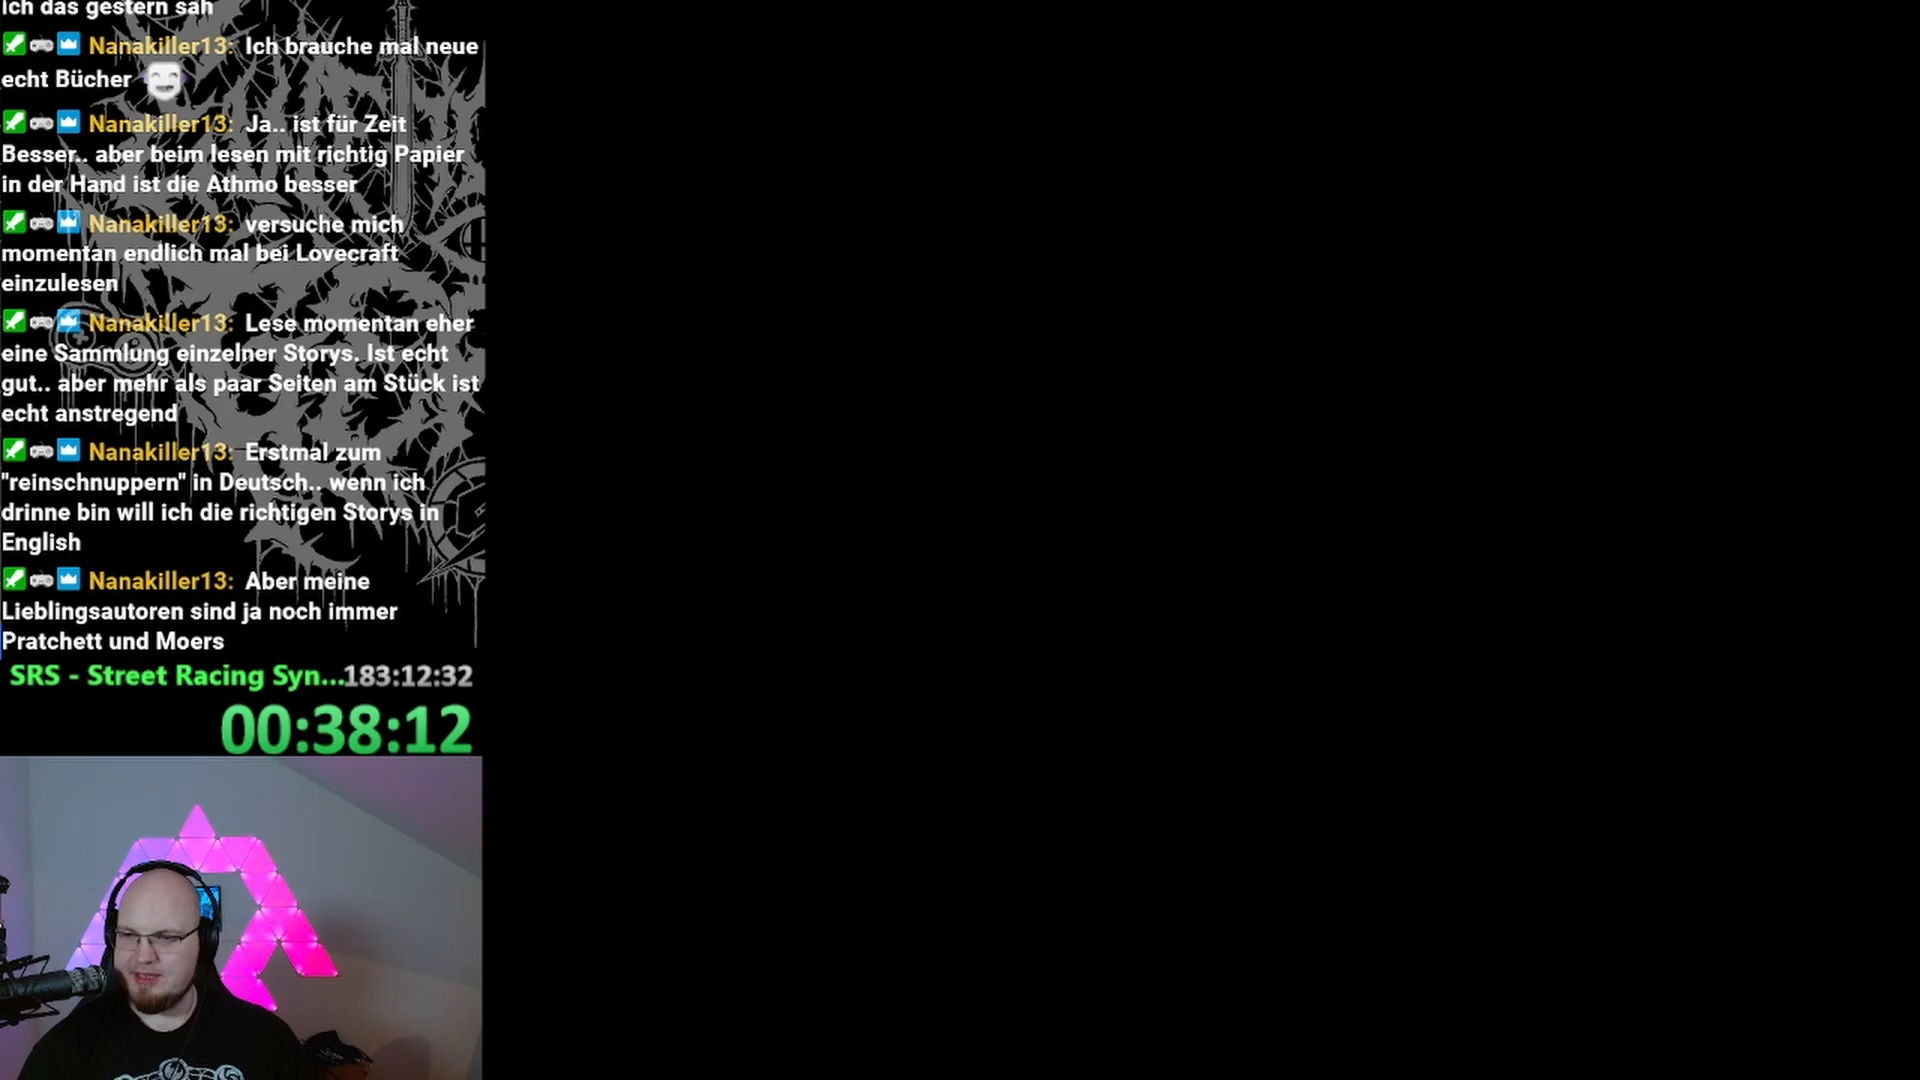 ich das gestern sah
Nanakiller13: Ich brauche mal neue
echt Bücher
Nanakiller13: Ja.. ist für Zeit
Besser.. aber beim lesen mit richtig Papier
in der Hand ist die Athmo besser
Nanakiller13: versuche mich
momentan endlich mal bei Lovecraft
einzulesen
Nanakiller13: Lese momentan eher
eine Sammlung einzelner Storys. Ist echt
gut.. aber mehr als paar Seiten am Stück ist
echt anstregend
Nanakiller13: Erstmal zum
"reinschnuppern" in Deutsch.. wenn ich
drinne bin will ich die richtigen Storys in
English
Nanakiller13: Aber meine
Lieblingsautoren sind ja noch immer
Pratchett und Moers
SRS - Street Racing Syn...183:12:32
00:38:12